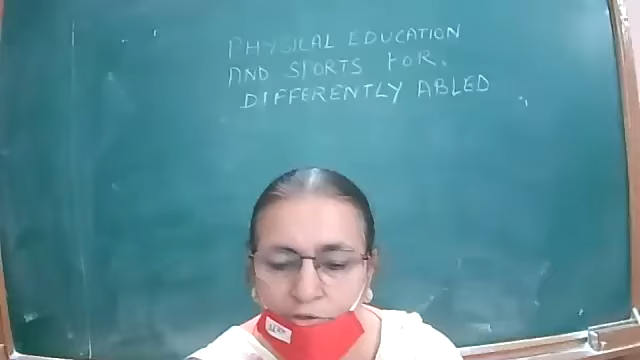 PHYSICAL EDUCATION
AND SPORTS FOR.
DIFFERENTLY ABLED